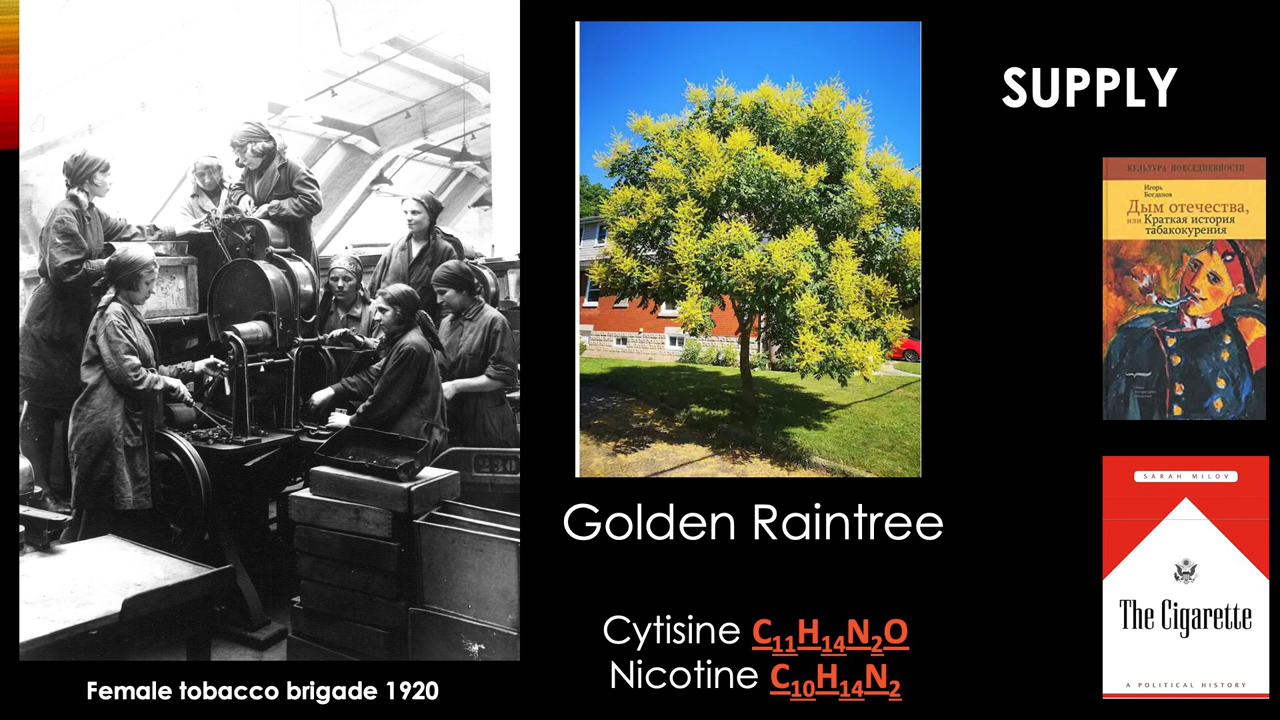 SUPPLY
230
Female tobacco brigade 1920
Golden Raintree
Cytisine C₁₁H₁₄N₂O
Nicotine C₁₀H₁₄N₂
КУЛЬТУРА ПОВСЕДНЕВНОСТИ
Игорь
Богданов
Дым отечества,
или Краткая история
табакокурения
SARAH MILOV
The Cigarette
A POLITICAL HISTORY